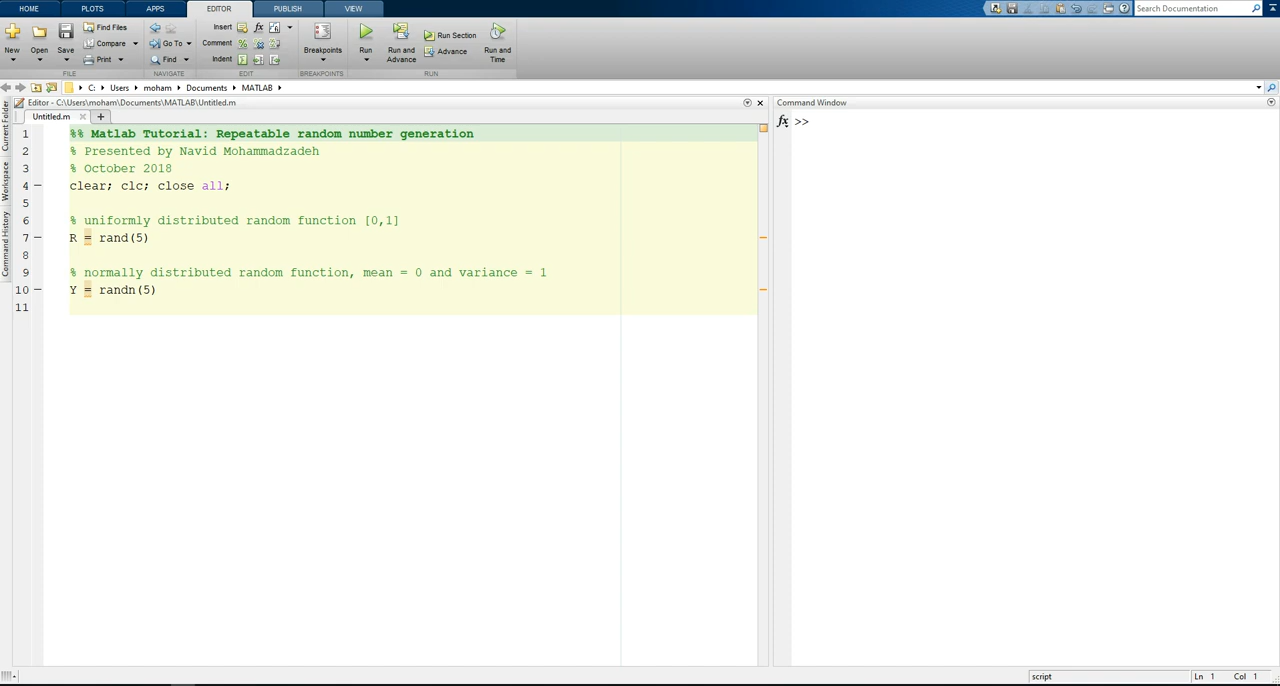 HOME PLOTS APPS EDITOR PUBLISH VIEW Search Documentation
New Open Save Find Files Compare Print Insert Comment Indent Go To Find Breakpoints Run Run and Advance Run Section Advance Run and Time
FILE NAVIGATE EDIT BREAKPOINTS RUN
C: Users moham Documents MATLAB
Editor - C:\Users\moham\Documents\MATLAB\Untitled.m
Command Window
Untitled.m
Current Folder
Workspace
Command History
1 %% Matlab Tutorial: Repeatable random number generation
2 % Presented by Navid Mohammadzadeh
3 % October 2018
4 clear; clc; close all;
5
6 % uniformly distributed random function [0,1]
7 R = rand(5)
8
9 % normally distributed random function, mean = 0 and variance = 1
10 Y = randn(5)
11
fx >>
script Ln 1 Col 1